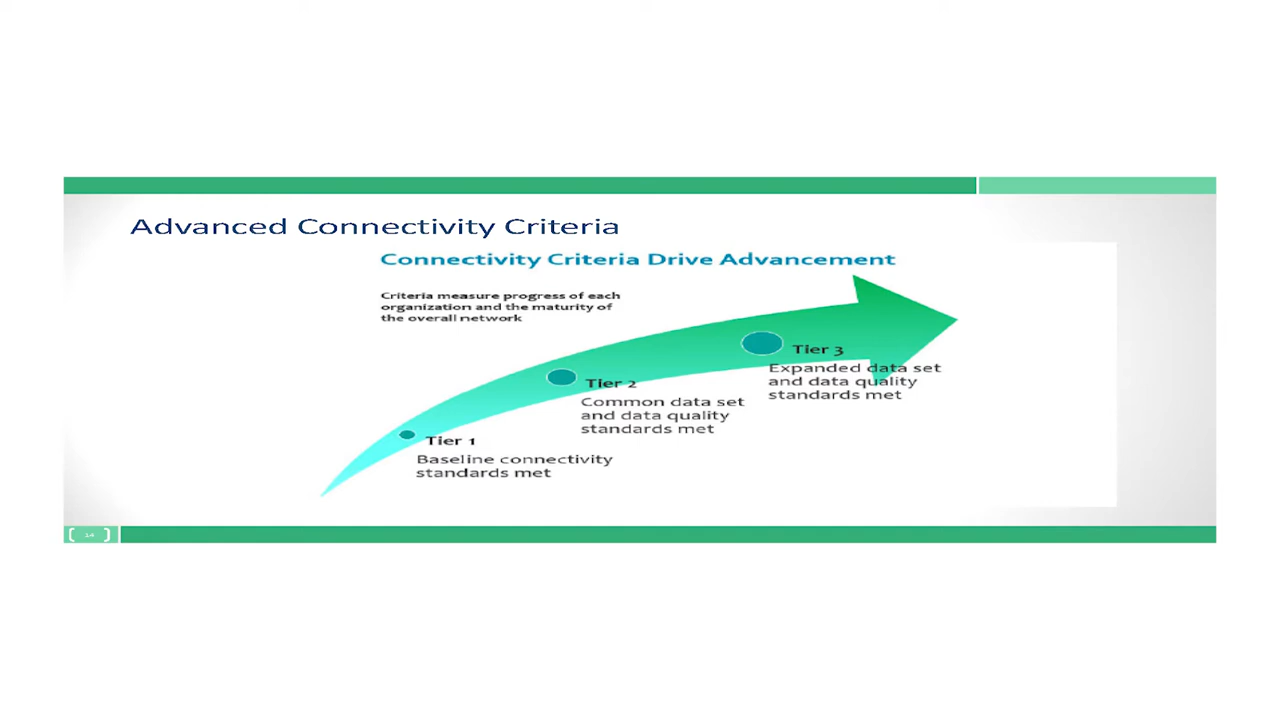 Advanced Connectivity Criteria
Connectivity Criteria Drive Advancement
Criteria measure progress of each
organization and the maturity of
the overall network
Tier 3
Expanded data set
and data quality
standards met
Tier 2
Common data set
and data quality
standards met
Tier 1
Baseline connectivity
standards met
14